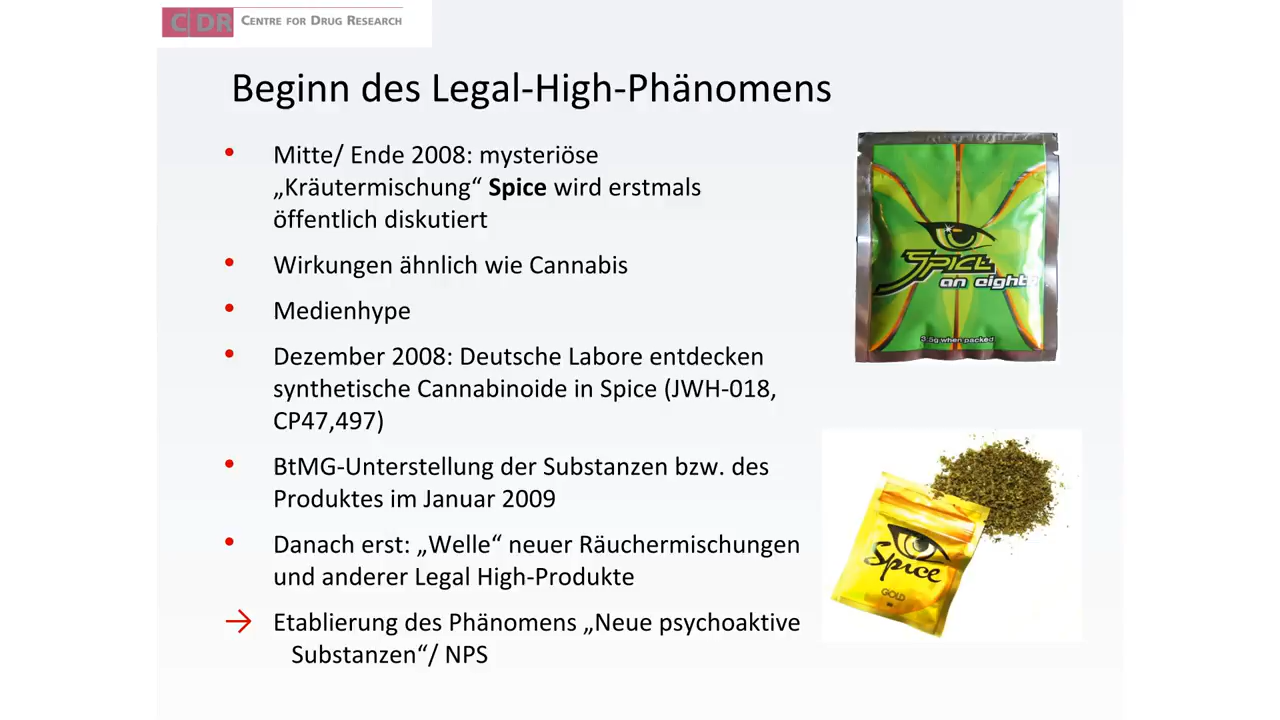 CDR CENTRE FOR DRUG RESEARCH
Beginn des Legal-High-Phänomens
• Mitte/ Ende 2008: mysteriöse
„Kräutermischung“ Spice wird erstmals
öffentlich diskutiert
• Wirkungen ähnlich wie Cannabis
• Medienhype
• Dezember 2008: Deutsche Labore entdecken
synthetische Cannabinoide in Spice (JWH-018,
CP47,497)
• BtMG-Unterstellung der Substanzen bzw. des
Produktes im Januar 2009
• Danach erst: „Welle“ neuer Räuchermischungen
und anderer Legal High-Produkte
→ Etablierung des Phänomens „Neue psychoaktive
Substanzen“/ NPS
SPICE
an eighth
3.5g when packed
Spice
GOLD